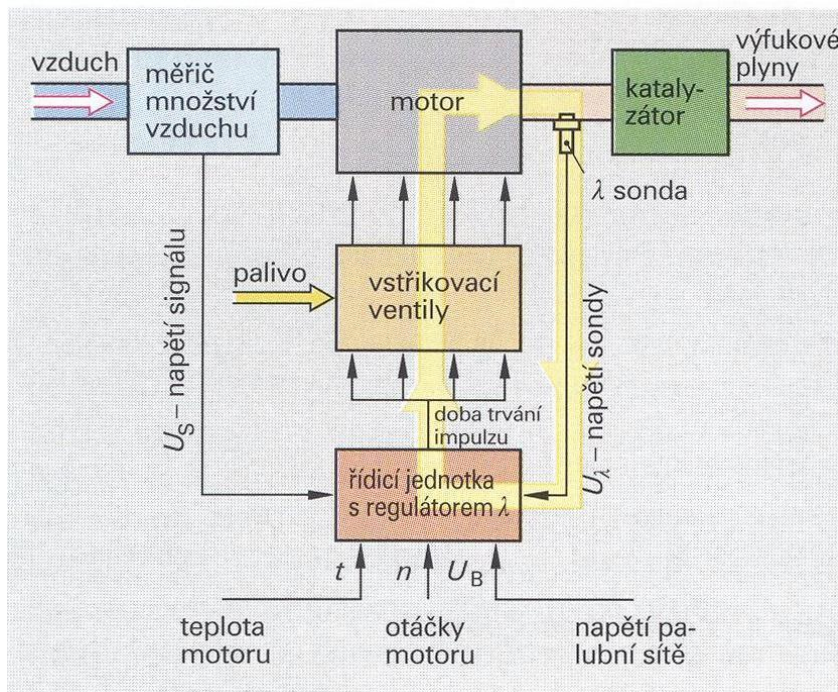 vzduch
měřič
množství
vzduchu
motor
kataly-
zátor
výfukové
plyny
λ sonda
palivo
vstřikovací
ventily
U_S – napětí signálu
U_λ – napětí sondy
doba trvání
impulzu
řídicí jednotka
s regulátorem λ
t
n
U_B
teplota
motoru
otáčky
motoru
napětí pa-
lubní sítě